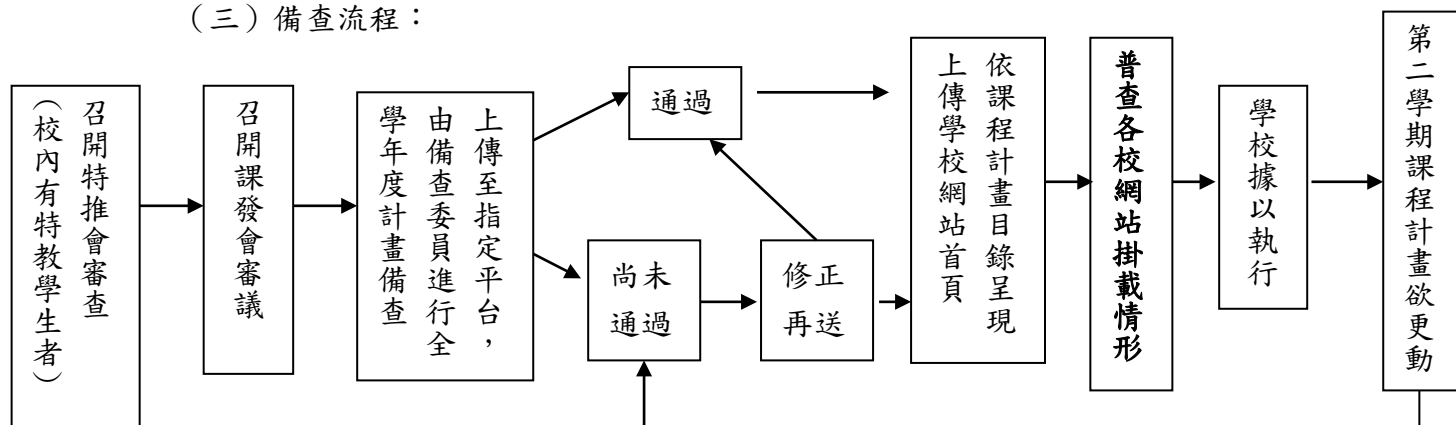 （三）備查流程：
召開特推會審查
（校內有特教學生者）
召開課發會審議
上傳至指定平台，
由備查委員進行全
學年度計畫備查
通過
尚未
通過
修正
再送
依課程計畫目錄呈現
上傳學校網站首頁
普查各校網站掛載情形
學校據以執行
第二學期課程計畫欲更動